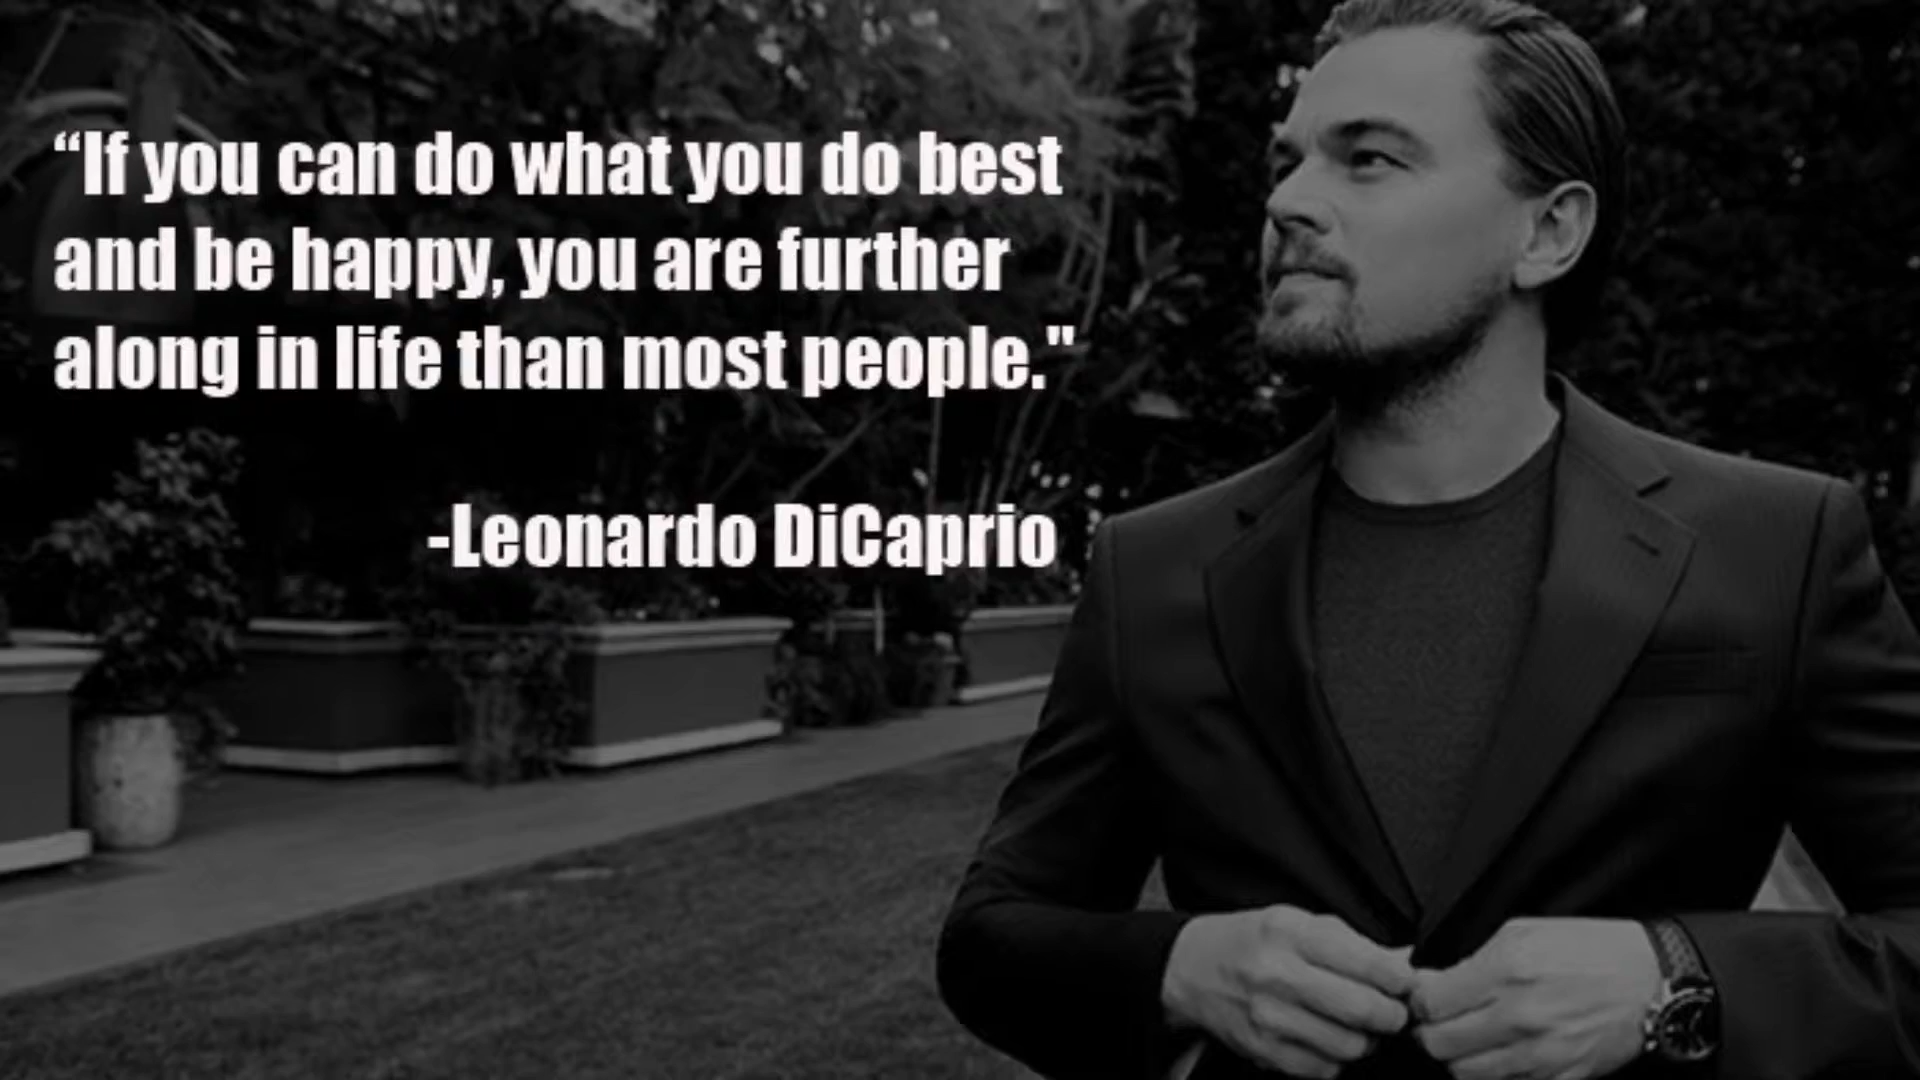 “If you can do what you do best
and be happy, you are further
along in life than most people."
-Leonardo DiCaprio